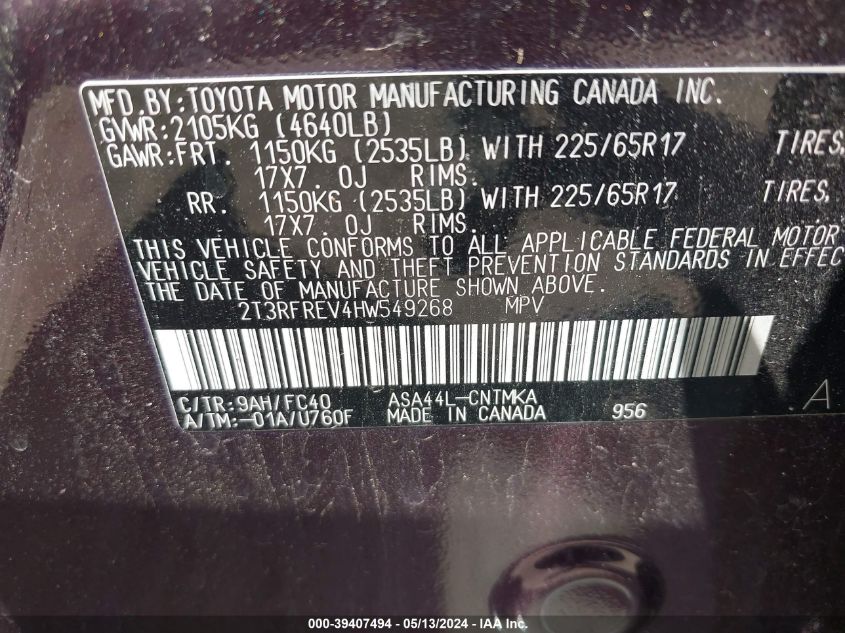 MFD. BY: TOYOTA MOTOR MANUFACTURING CANADA INC.
GVWR: 2105KG (4640LB)
GAWR: FRT. 1150KG (2535LB) WITH 225/65R17 TIRES,
17X7.0J RIMS.
RR. 1150KG (2535LB) WITH 225/65R17 TIRES,
17X7.0J RIMS.
THIS VEHICLE CONFORMS TO ALL APPLICABLE FEDERAL MOTOR
VEHICLE SAFETY AND THEFT PREVENTION STANDARDS IN EFFEC
THE DATE OF MANUFACTURE SHOWN ABOVE.
2T3RFREV4HW549268 MPV
C/TR: 9AH/FC40 ASA44L-CNTMKA
A/TM: -01A/U760F MADE IN CANADA 956 .A
000-39407494 - 05/13/2024 - IAA Inc.